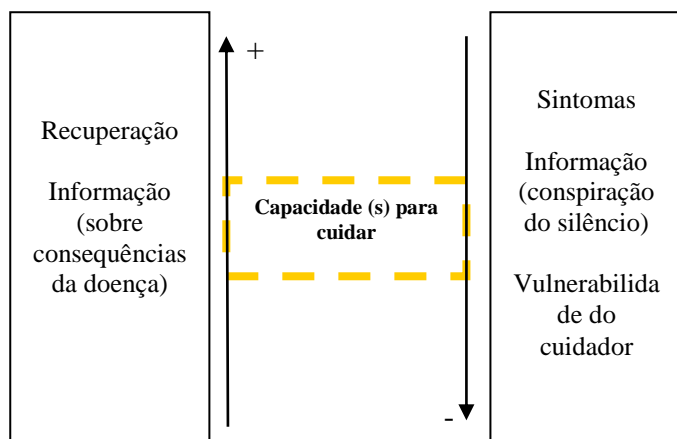 Recuperação
Informação
(sobre
consequências
da doença)
+
Capacidade (s) para
cuidar
Sintomas
Informação
(conspiração
do silêncio)
Vulnerabilida
de do
cuidador
-